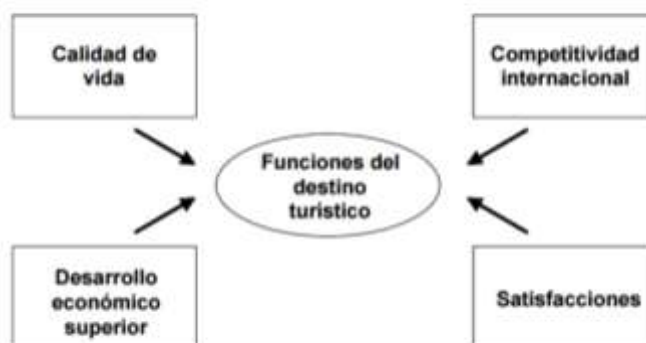 Calidad de
vida
Competitividad
internacional
Funciones del
destino
turístico
Desarrollo
económico
superior
Satisfacciones